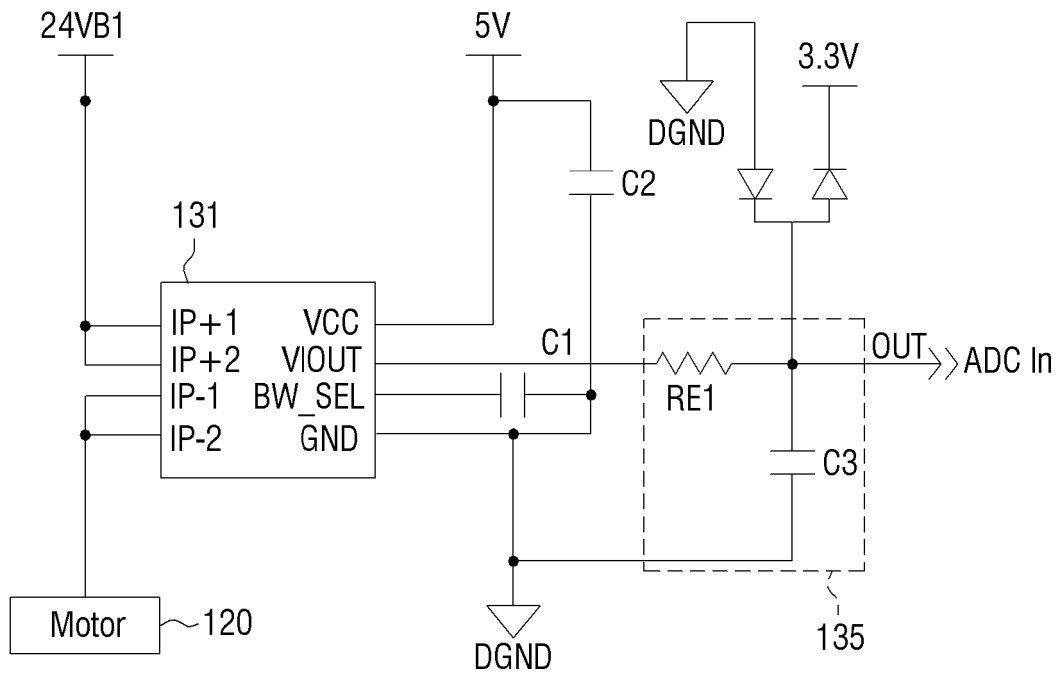 24VB1
5V
3.3V
DGND
C2
131
IP+1
VCC
C1
IP+2
VIOUT
OUT
ADC In
IP-1
BW_SEL
RE1
IP-2
GND
C3
Motor
120
DGND
135